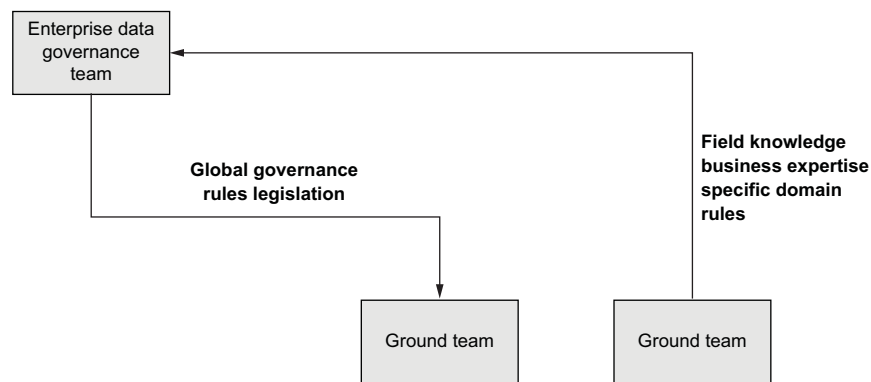 Enterprise data
governance
team
Global governance
rules legislation
Field knowledge
business expertise
specific domain
rules
Ground team
Ground team